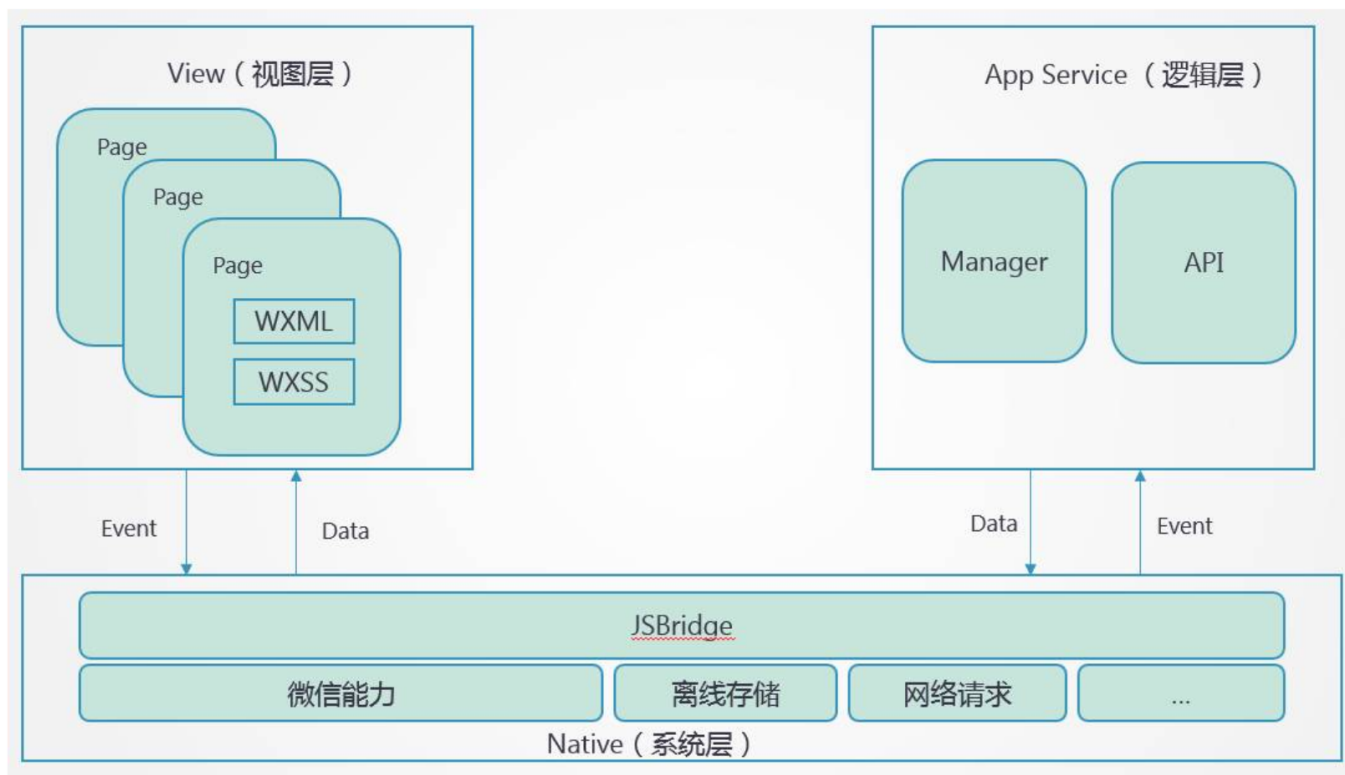 View（视图层）
Page
Page
Page
WXML
WXSS
App Service （逻辑层）
Manager
API
Event
Data
Data
Event
JSBridge
微信能力
离线存储
网络请求
...
Native（系统层）